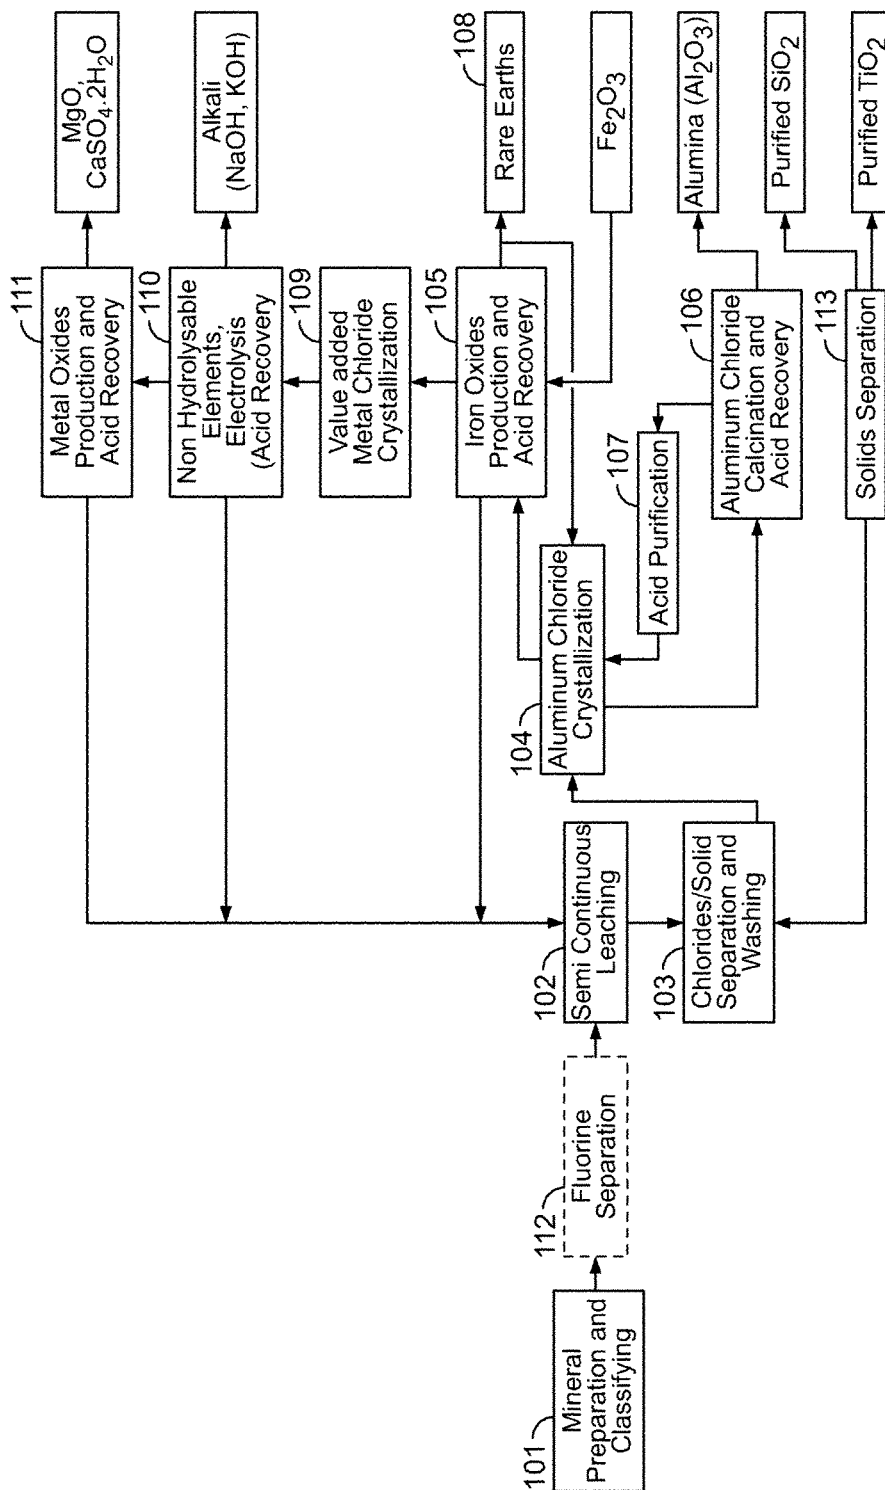 101
Mineral
Preparation and
Classifying
112
Fluorine
Separation
102
Semi Continuous
Leaching
103
Chlorides/Solid
Separation and
Washing
104
Aluminum Chloride
Crystallization
107
Acid Purification
111
Metal Oxides
Production and
Acid Recovery
110
Non Hydrolysable
Elements,
Electrolysis
(Acid Recovery
109
Value added
Metal Chloride
Crystallization
105
Iron Oxides
Production and
Acid Recovery
106
Aluminum Chloride
Calcination and
Acid Recovery
113
Solids Separation
MgO,
CaSO4.2H2O
Alkali
(NaOH, KOH)
108
Rare Earths
Fe2O3
Alumina (Al2O3)
Purified SiO2
Purified TiO2